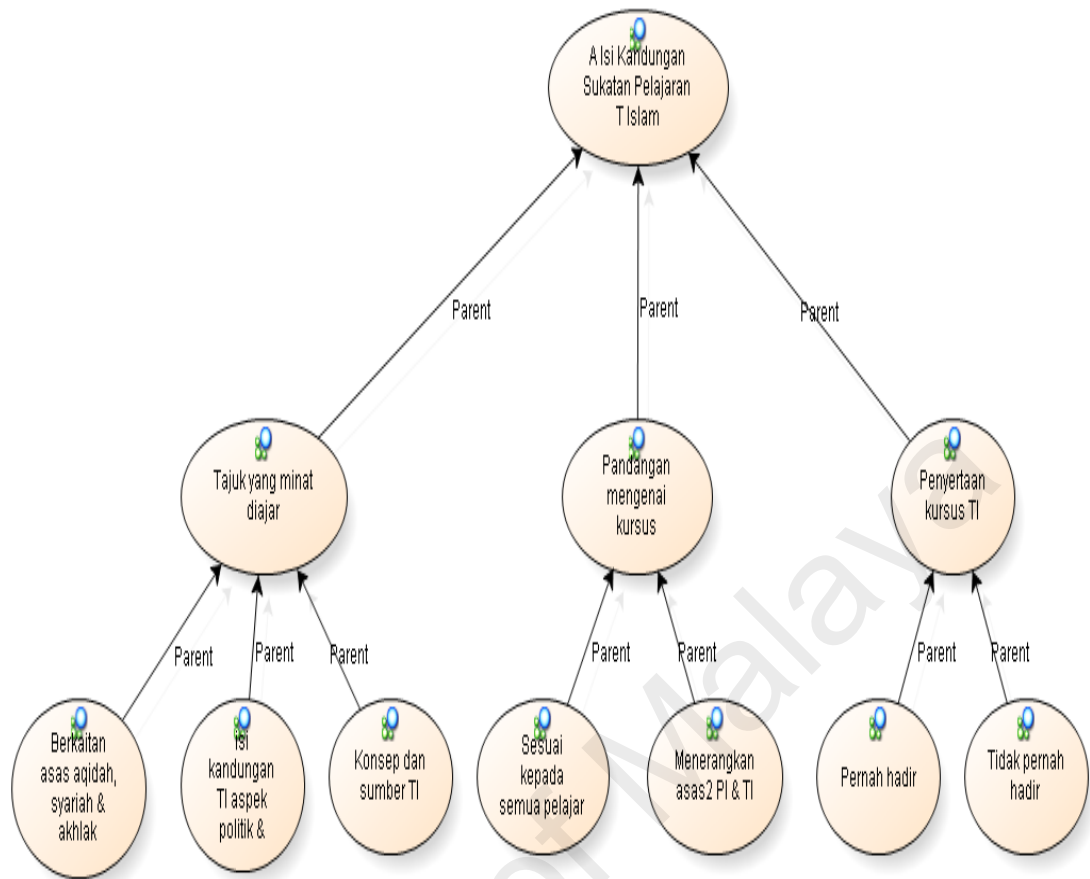 A Isi Kandungan
Sukatan Pelajaran
T Islam
Parent
Parent
Parent
Tajuk yang minat
diajar
Pandangan
mengenai
kursus
Penyertaan
kursus TI
Parent
Parent
Parent
Parent
Parent
Parent
Parent
Berkaitan
asas aqidah,
syariah &
akhlak
Isi
kandungan
TI aspek
politik &
Konsep dan
sumber TI
Sesuai
kepada
semua pelajar
Menerangkan
asas2 PI & TI
Pernah hadir
Tidak pernah
hadir
of Malaya